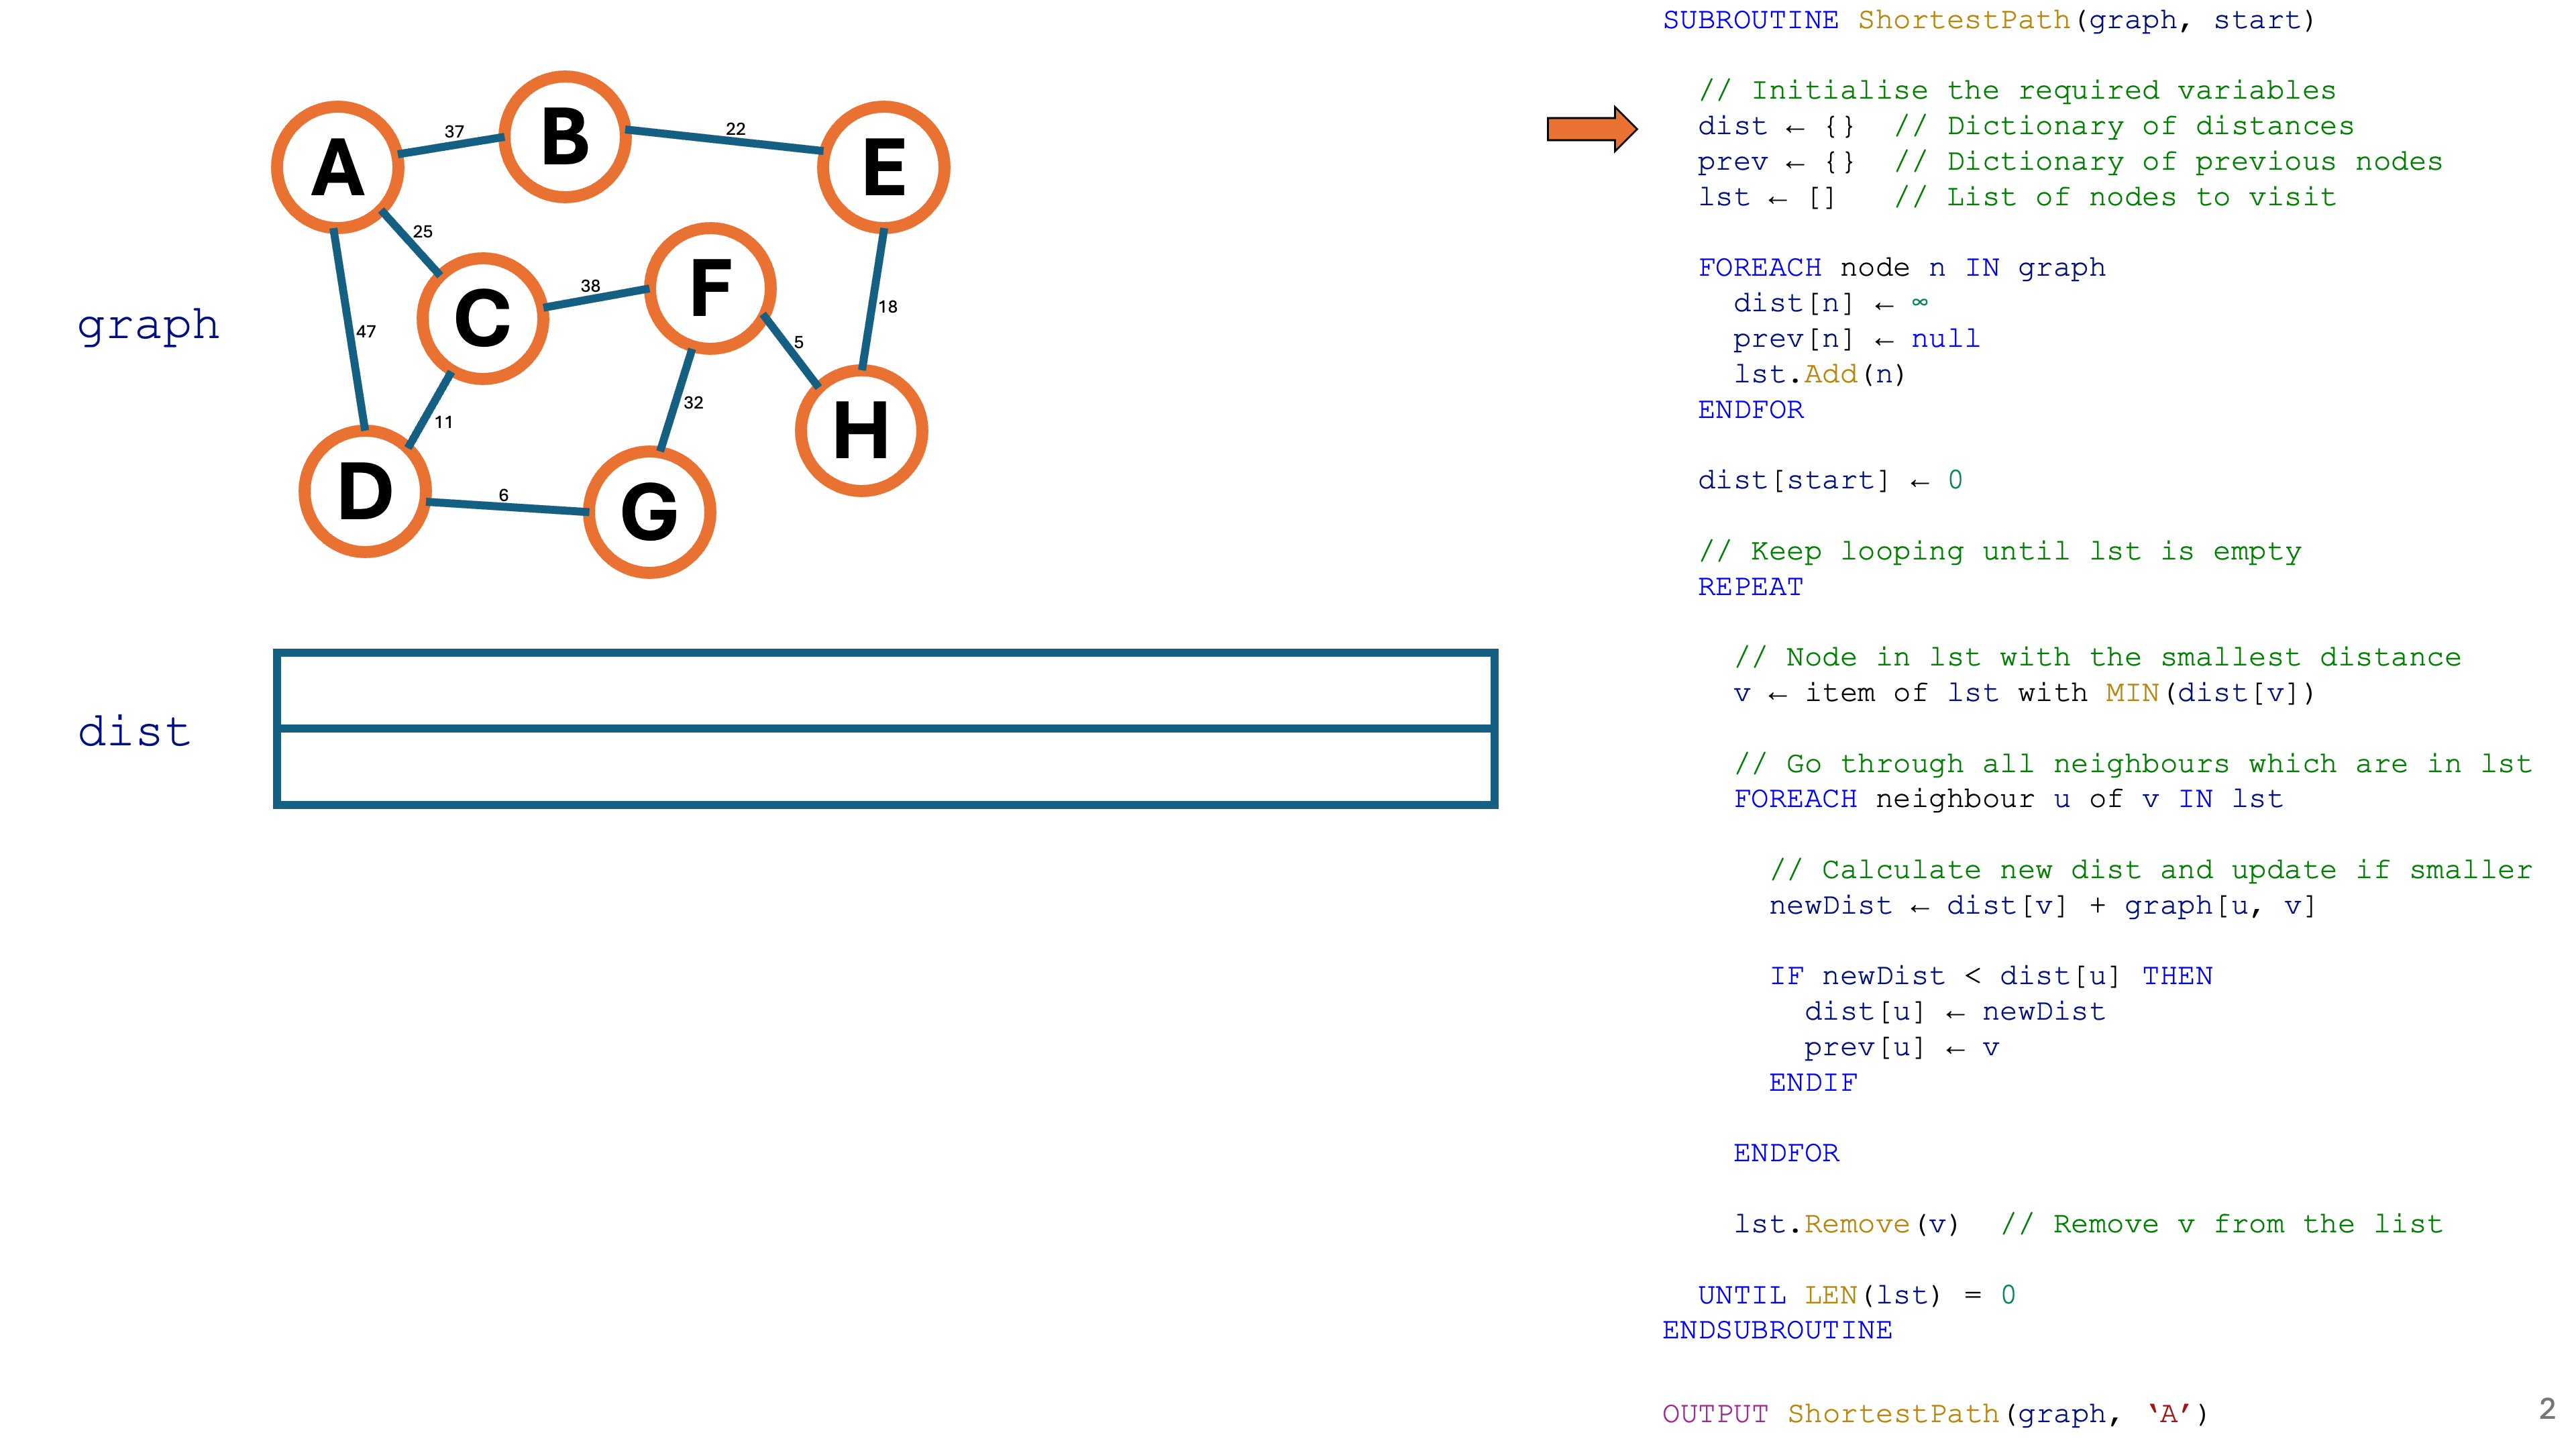 graph
A
37
B
22
E
25
C
38
F
18
47
5
32
H
11
D
6
G
dist
SUBROUTINE ShortestPath(graph, start)
// Initialise the required variables
dist ← {}  // Dictionary of distances
prev ← {}  // Dictionary of previous nodes
lst ← []   // List of nodes to visit
FOREACH node n IN graph
dist[n] ← ∞
prev[n] ← null
lst.Add(n)
ENDFOR
dist[start] ← 0
// Keep looping until lst is empty
REPEAT
// Node in lst with the smallest distance
v ← item of lst with MIN(dist[v])
// Go through all neighbours which are in lst
FOREACH neighbour u of v IN lst
// Calculate new dist and update if smaller
newDist ← dist[v] + graph[u, v]
IF newDist < dist[u] THEN
dist[u] ← newDist
prev[u] ← v
ENDIF
ENDFOR
lst.Remove(v)  // Remove v from the list
UNTIL LEN(lst) = 0
ENDSUBROUTINE
OUTPUT ShortestPath(graph, ‘A’)
2